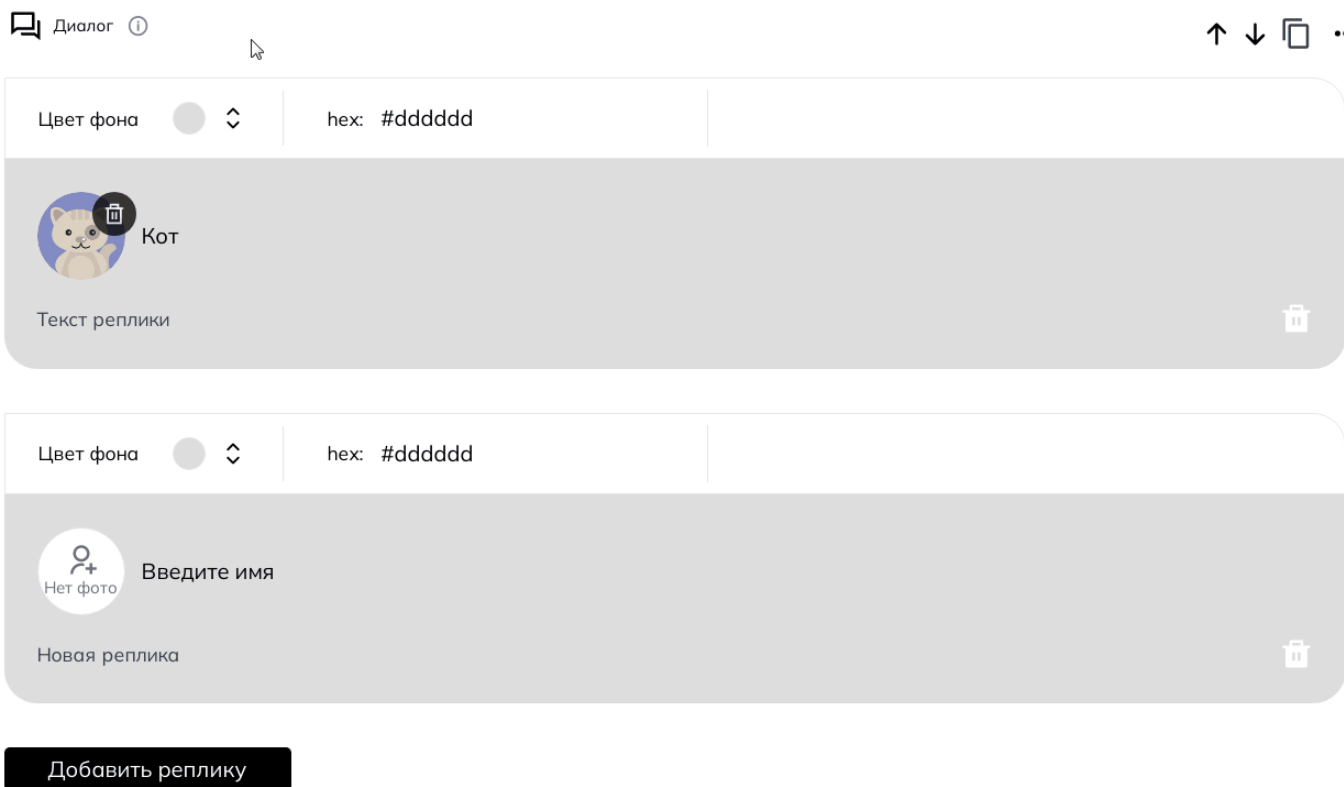 Диалог
Цвет фона
hex: #dddddd
Кот
Текст реплики
Цвет фона
hex: #dddddd
Нет фото
Введите имя
Новая реплика
Добавить реплику